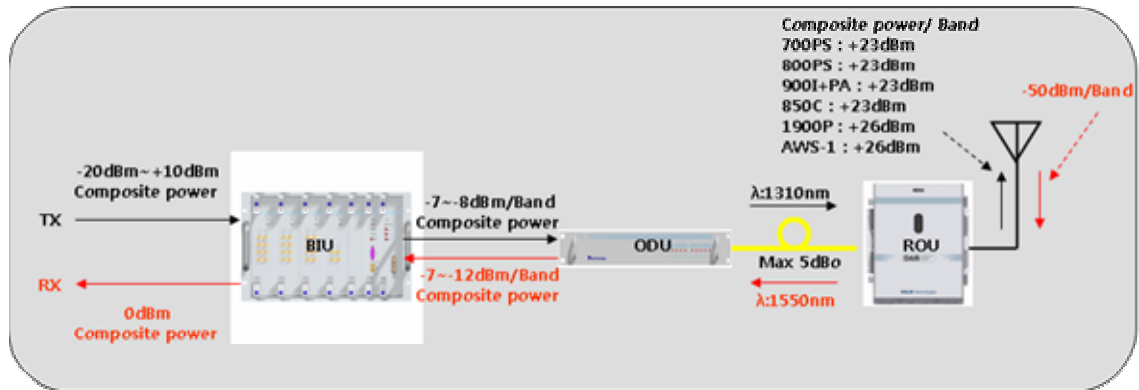 Composite power/ Band
700PS : +23dBm
800PS : +23dBm
900I+PA : +23dBm
850C : +23dBm
1900P : +26dBm
AWS-1 : +26dBm
-50dBm/Band
-20dBm~+10dBm
Composite power
TX
BIU
-7~-8dBm/Band
Composite power
ODU
λ:1310nm
Max 5dBo
ROU
RX
-7~-12dBm/Band
Composite power
λ:1550nm
0dBm
Composite power